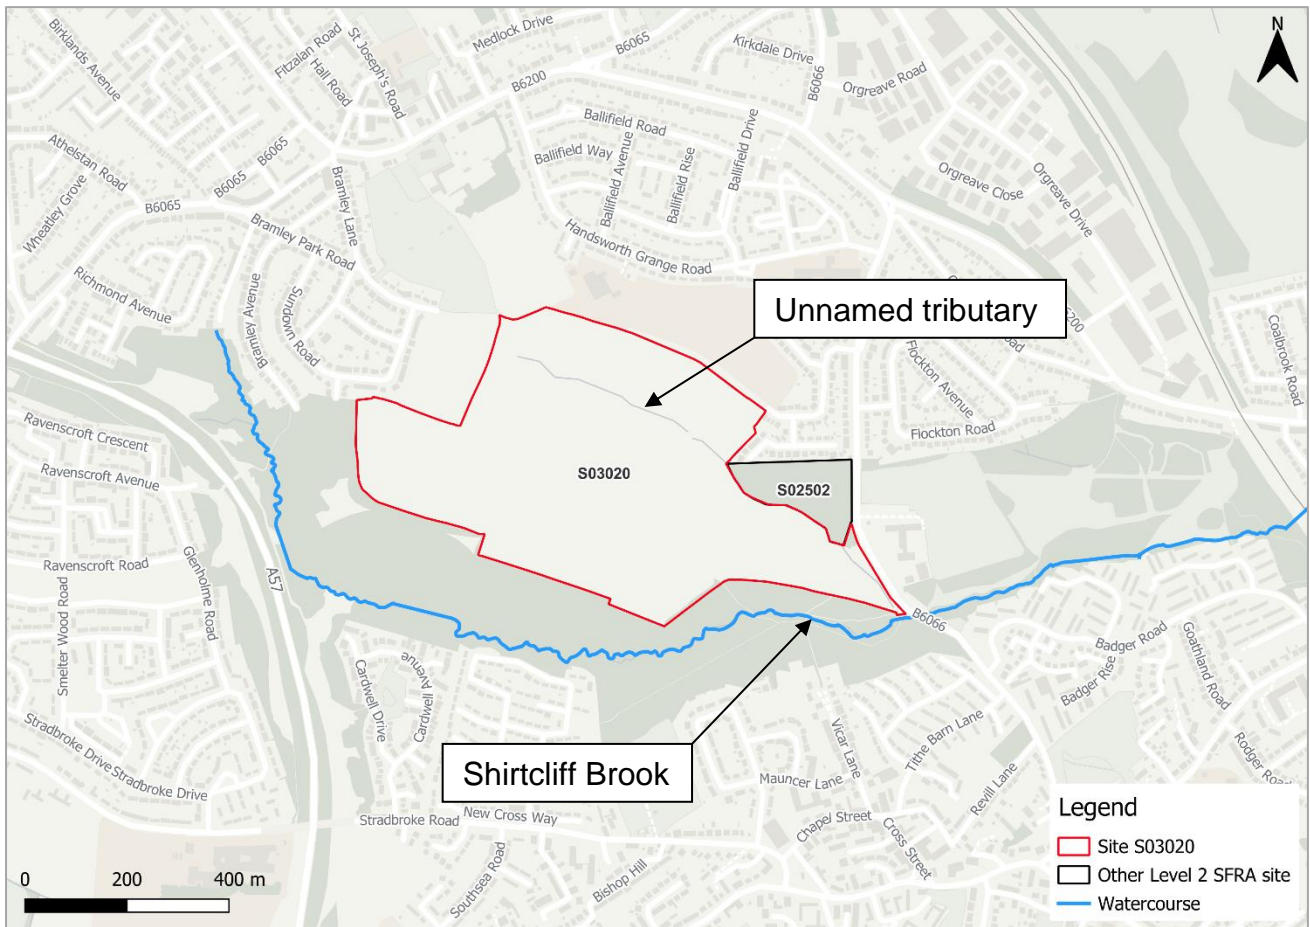 Birklands Avenue
Fitzalan Road
Hall Road
St Joseph's Road
Medlock Drive
B6065
B6200
Kirkdale Drive
B6066
Orgreave Road
N
Athelstan Road
B6065
B6065
Wheatley Grove
B6065
Bramley Lane
Bramley Park Road
Ballifield Road
Ballifield Way
Ballifield Avenue
Ballifield Rise
Ballifield Drive
Handsworth Grange Road
Orgreave Close
Orgreave Drive
Richmond Avenue
Bramley Avenue
Sundown Road
Unnamed tributary
Road
Coalbrook Road
Flockton Avenue
Flockton Road
Ravenscroft Crescent
Ravenscroft Avenue
Ravenscroft Road
Smelter Wood Road
Glenholme Road
A57
S03020
S02502
B6066
Badger Road
Badger Rise
Goathland Road
Rodger Road
Cardwell Drive
Cardwell Avenue
Shirtcliff Brook
Vicar Lane
Tithe Barn Lane
Revill Lane
Mauncer Lane
Chapel Street
Cross Street
Stradbroke Drive
Stradbroke Drive
Stradbroke Road
New Cross Way
Southsea Road
Bishop Hill
0 200 400 m
Legend
Site S03020
Other Level 2 SFRA site
Watercourse